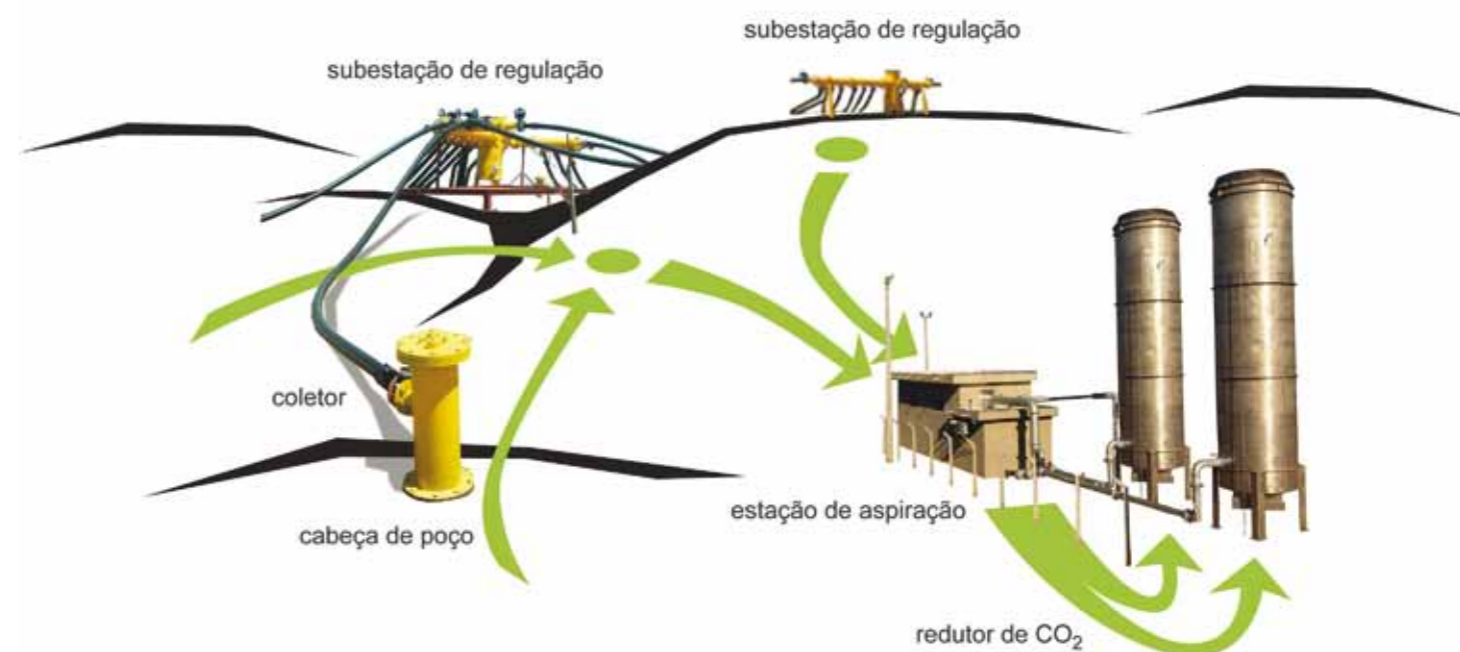 subestação de regulação
subestação de regulação
coletor
cabeça de poço
estação de aspiração
redutor de CO₂